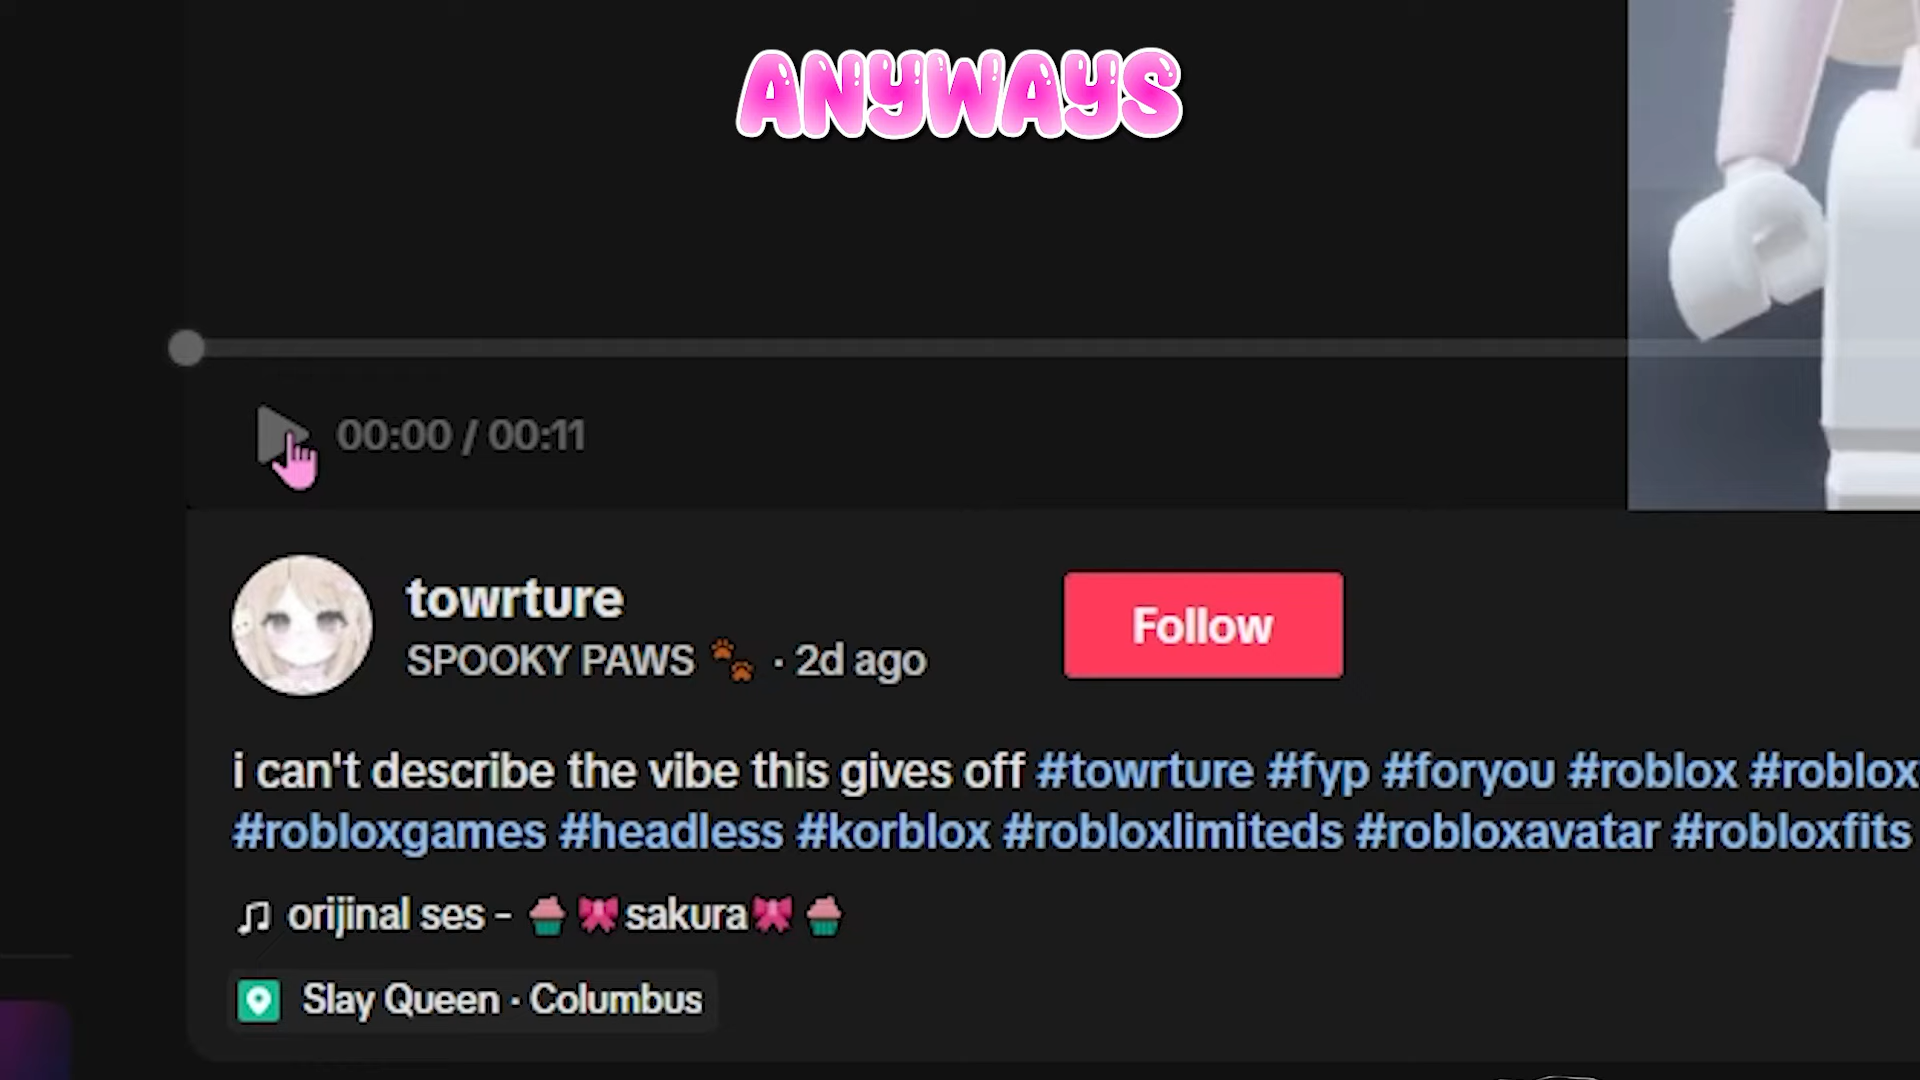 ANYWAYS
00:00 / 00:11
towrture
SPOOKY PAWS 🐾 · 2d ago
Follow
i can't describe the vibe this gives off #towrture #fyp #foryou #roblox #roblox
#robloxgames #headless #korblox #robloxlimiteds #robloxavatar #robloxfits
orijinal ses - 🧁🎀sakura🎀🧁
Slay Queen · Columbus